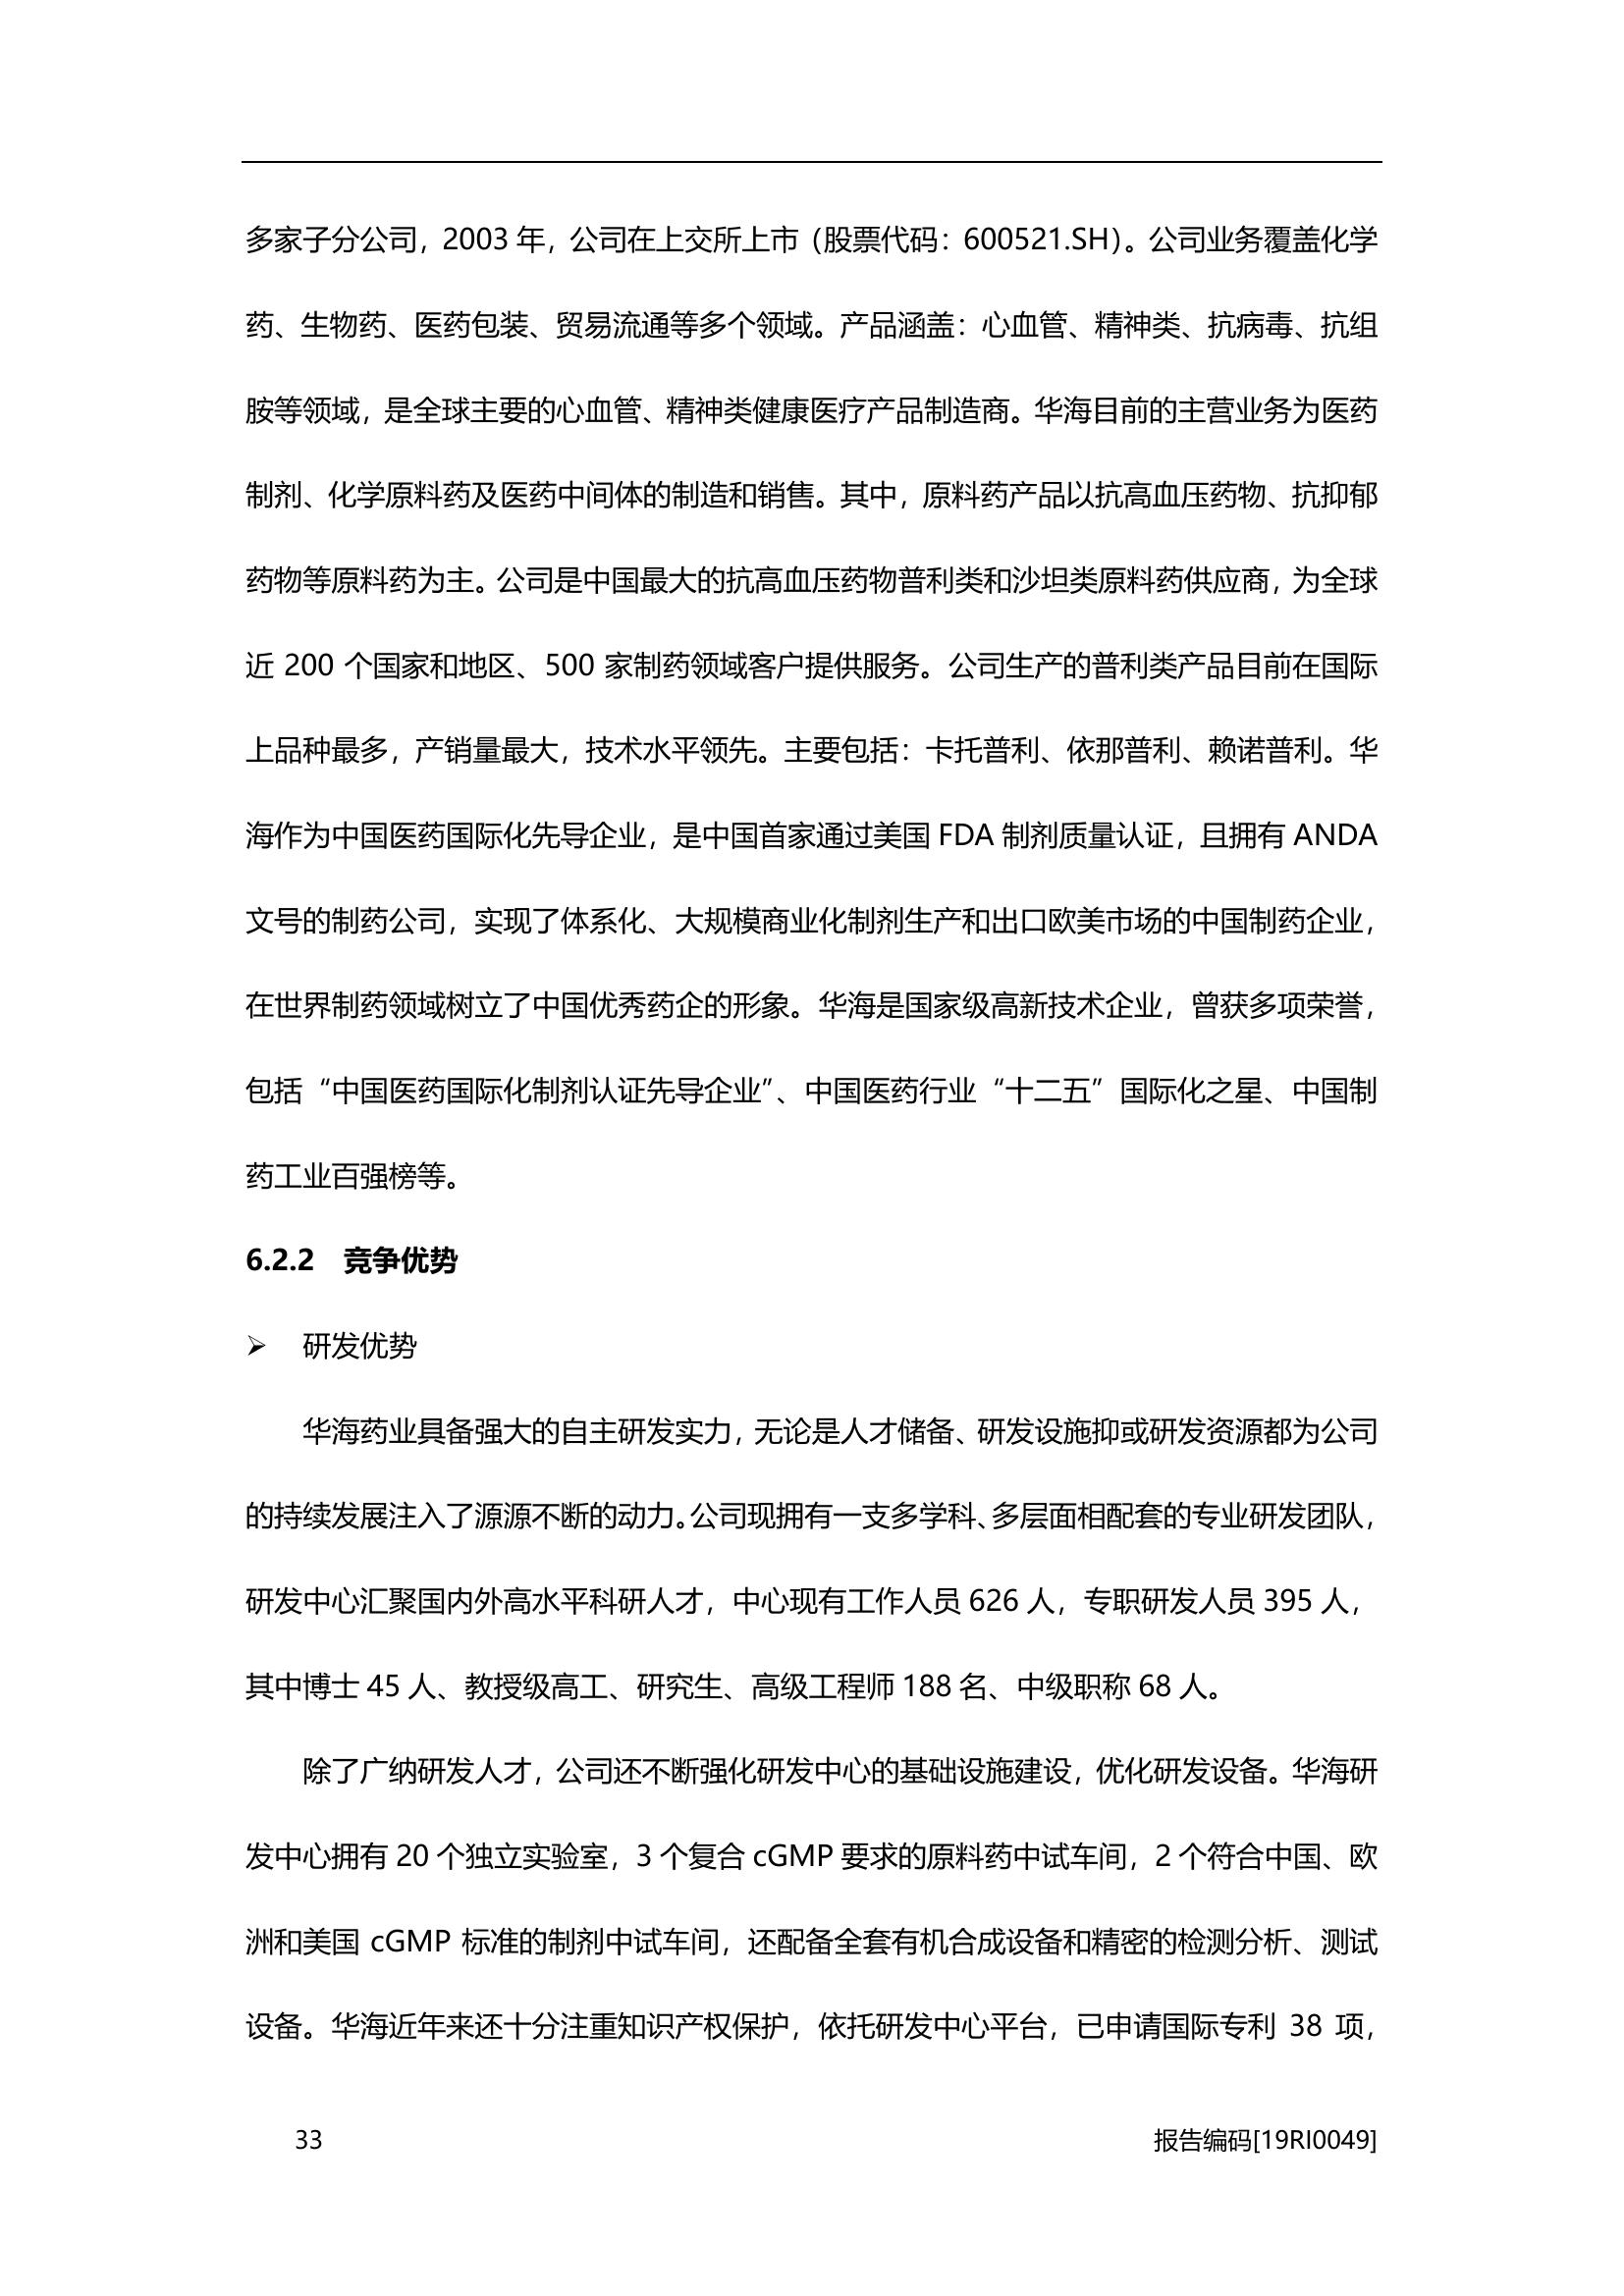 多家子分公司，2003 年，公司在上交所上市（股票代码：600521.SH）。公司业务覆盖化学
药、生物药、医药包装、贸易流通等多个领域。产品涵盖：心血管、精神类、抗病毒、抗组
胺等领域，是全球主要的心血管、精神类健康医疗产品制造商。华海目前的主营业务为医药
制剂、化学原料药及医药中间体的制造和销售。其中，原料药产品以抗高血压药物、抗抑郁
药物等原料药为主。公司是中国最大的抗高血压药物普利类和沙坦类原料药供应商，为全球
近 200 个国家和地区、500 家制药领域客户提供服务。公司生产的普利类产品目前在国际
上品种最多，产销量最大，技术水平领先。主要包括：卡托普利、依那普利、赖诺普利。华
海作为中国医药国际化先导企业，是中国首家通过美国 FDA 制剂质量认证，且拥有 ANDA
文号的制药公司，实现了体系化、大规模商业化制剂生产和出口欧美市场的中国制药企业，
在世界制药领域树立了中国优秀药企的形象。华海是国家级高新技术企业，曾获多项荣誉，
包括“中国医药国际化制剂认证先导企业”、中国医药行业“十二五”国际化之星、中国制
药工业百强榜等。
6.2.2 竞争优势
➢ 研发优势
华海药业具备强大的自主研发实力，无论是人才储备、研发设施抑或研发资源都为公司
的持续发展注入了源源不断的动力。公司现拥有一支多学科、多层面相配套的专业研发团队，
研发中心汇聚国内外高水平科研人才，中心现有工作人员 626 人，专职研发人员 395 人，
其中博士 45 人、教授级高工、研究生、高级工程师 188 名、中级职称 68 人。
除了广纳研发人才，公司还不断强化研发中心的基础设施建设，优化研发设备。华海研
发中心拥有 20 个独立实验室，3 个复合 cGMP 要求的原料药中试车间，2 个符合中国、欧
洲和美国 cGMP 标准的制剂中试车间，还配备全套有机合成设备和精密的检测分析、测试
设备。华海近年来还十分注重知识产权保护，依托研发中心平台，已申请国际专利 38 项，
33 报告编码[19RI0049]